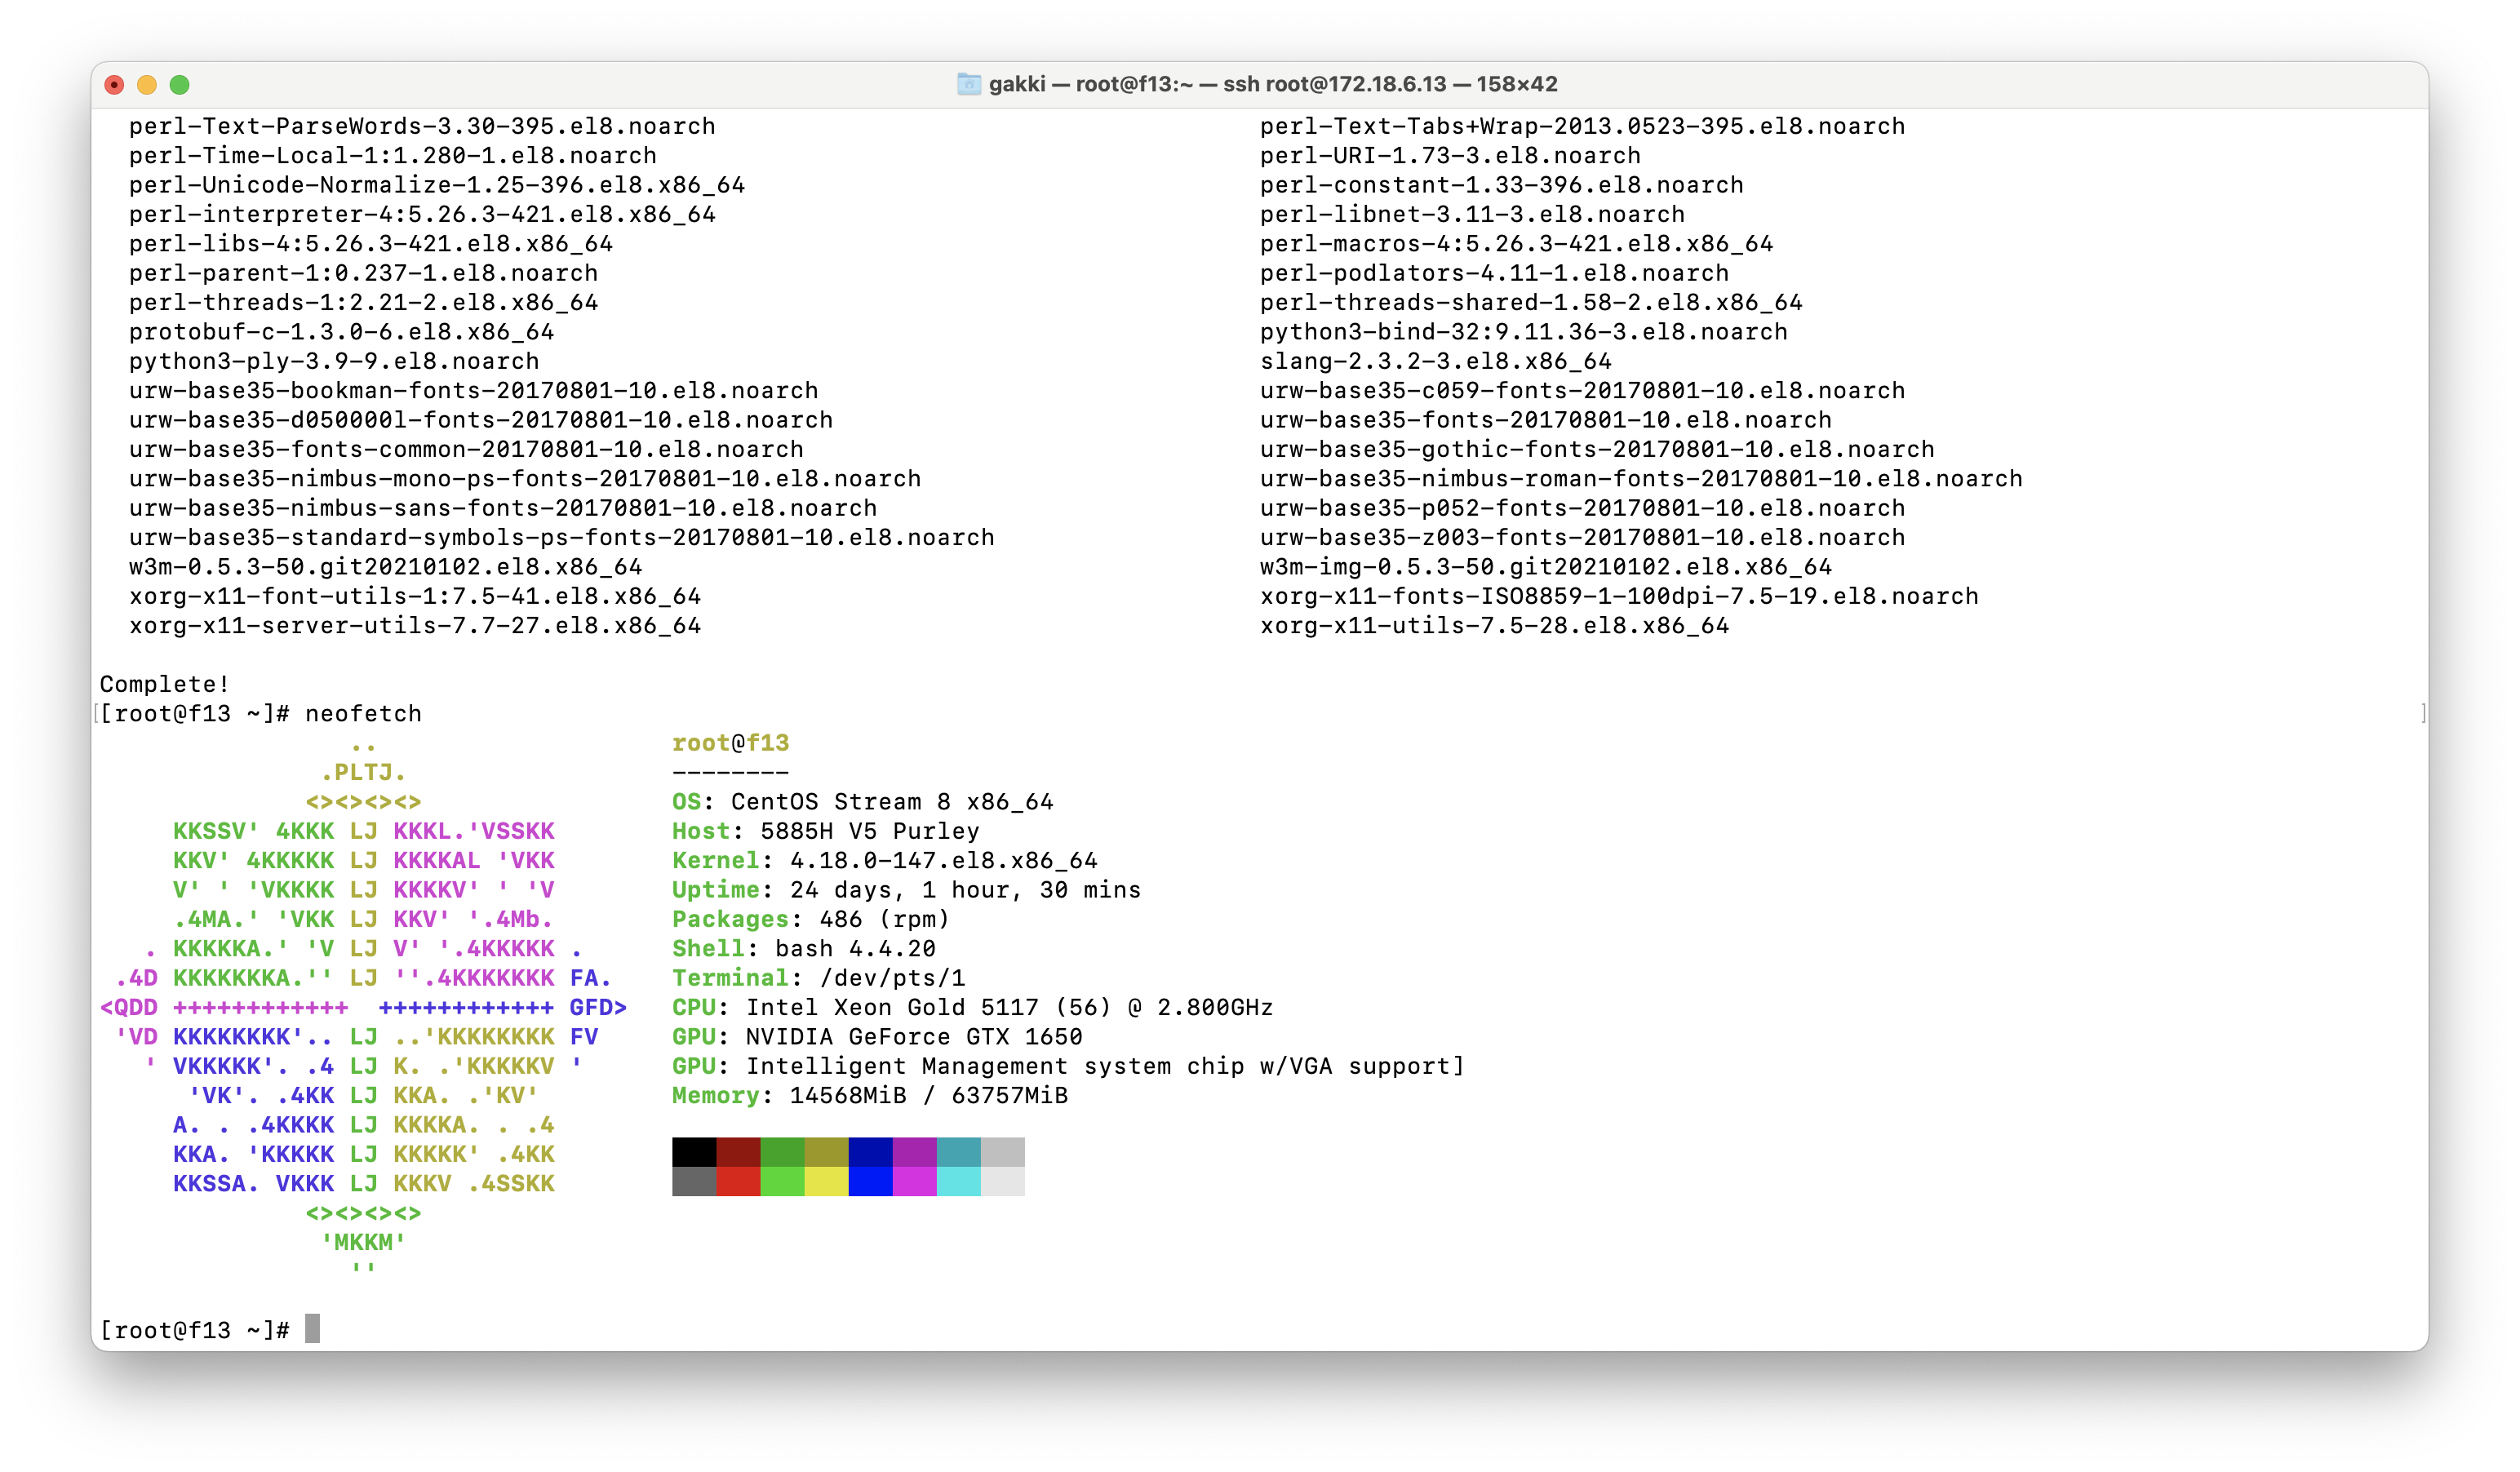 gakki — root@f13:~ — ssh root@172.18.6.13 — 158×42
perl-Text-ParseWords-3.30-395.el8.noarch perl-Text-Tabs+Wrap-2013.0523-395.el8.noarch
perl-Time-Local-1:1.280-1.el8.noarch perl-URI-1.73-3.el8.noarch
perl-Unicode-Normalize-1.25-396.el8.x86_64 perl-constant-1.33-396.el8.noarch
perl-interpreter-4:5.26.3-421.el8.x86_64 perl-libnet-3.11-3.el8.noarch
perl-libs-4:5.26.3-421.el8.x86_64 perl-macros-4:5.26.3-421.el8.x86_64
perl-parent-1:0.237-1.el8.noarch perl-podlators-4.11-1.el8.noarch
perl-threads-1:2.21-2.el8.x86_64 perl-threads-shared-1.58-2.el8.x86_64
protobuf-c-1.3.0-6.el8.x86_64 python3-bind-32:9.11.36-3.el8.noarch
python3-ply-3.9-9.el8.noarch slang-2.3.2-3.el8.x86_64
urw-base35-bookman-fonts-20170801-10.el8.noarch urw-base35-c059-fonts-20170801-10.el8.noarch
urw-base35-d050000l-fonts-20170801-10.el8.noarch urw-base35-fonts-20170801-10.el8.noarch
urw-base35-fonts-common-20170801-10.el8.noarch urw-base35-gothic-fonts-20170801-10.el8.noarch
urw-base35-nimbus-mono-ps-fonts-20170801-10.el8.noarch urw-base35-nimbus-roman-fonts-20170801-10.el8.noarch
urw-base35-nimbus-sans-fonts-20170801-10.el8.noarch urw-base35-p052-fonts-20170801-10.el8.noarch
urw-base35-standard-symbols-ps-fonts-20170801-10.el8.noarch urw-base35-z003-fonts-20170801-10.el8.noarch
w3m-0.5.3-50.git20210102.el8.x86_64 w3m-img-0.5.3-50.git20210102.el8.x86_64
xorg-x11-font-utils-1:7.5-41.el8.x86_64 xorg-x11-fonts-ISO8859-1-100dpi-7.5-19.el8.noarch
xorg-x11-server-utils-7.7-27.el8.x86_64 xorg-x11-utils-7.5-28.el8.x86_64
Complete!
[[root@f13 ~]# neofetch ]
.. root@f13
.PLTJ. --------
<><><><> OS: CentOS Stream 8 x86_64
KKSSV' 4KKK LJ KKKL.'VSSKK Host: 5885H V5 Purley
KKV' 4KKKKK LJ KKKKAL 'VKK Kernel: 4.18.0-147.el8.x86_64
V' ' 'VKKKK LJ KKKKV' ' 'V Uptime: 24 days, 1 hour, 30 mins
.4MA.' 'VKK LJ KKV' '.4Mb. Packages: 486 (rpm)
. KKKKKA.' 'V LJ V' '.4KKKKK . Shell: bash 4.4.20
.4D KKKKKKKA.'' LJ ''.4KKKKKKK FA. Terminal: /dev/pts/1
<QDD ++++++++++++ ++++++++++++ GFD> CPU: Intel Xeon Gold 5117 (56) @ 2.800GHz
'VD KKKKKKKK'.. LJ ..'KKKKKKKK FV GPU: NVIDIA GeForce GTX 1650
' VKKKKK'. .4 LJ K. .'KKKKKV ' GPU: Intelligent Management system chip w/VGA support]
'VK'. .4KK LJ KKA. .'KV' Memory: 14568MiB / 63757MiB
A. . .4KKKK LJ KKKKA. . .4
KKA. 'KKKKK LJ KKKKK' .4KK
KKSSA. VKKK LJ KKKV .4SSKK
<><><><>
'MKKM'
''
[root@f13 ~]#